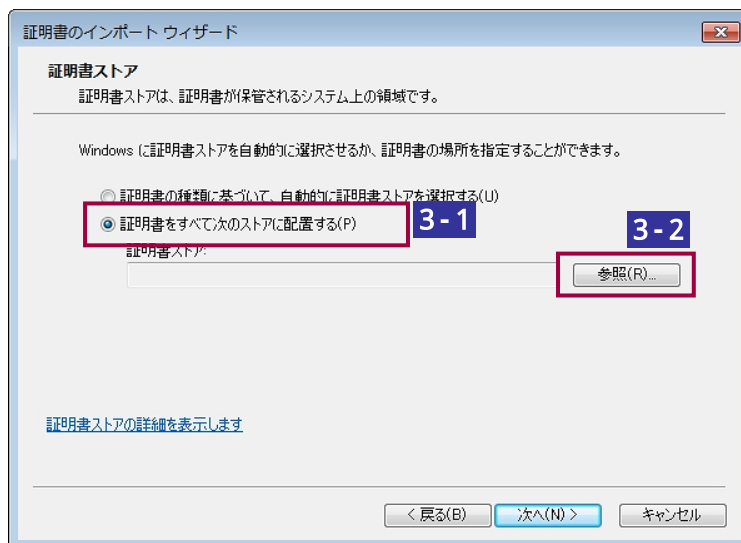 証明書のインポート ウィザード
証明書ストア
証明書ストアは、証明書が保管されるシステム上の領域です。
Windows に証明書ストアを自動的に選択させるか、証明書の場所を指定することができます。
証明書の種類に基づいて、自動的に証明書ストアを選択する(U)
証明書をすべて次のストアに配置する(P)
3-1
3-2
証明書ストア:
参照(R)...
証明書ストアの詳細を表示します
< 戻る(B)
次へ(N) >
キャンセル